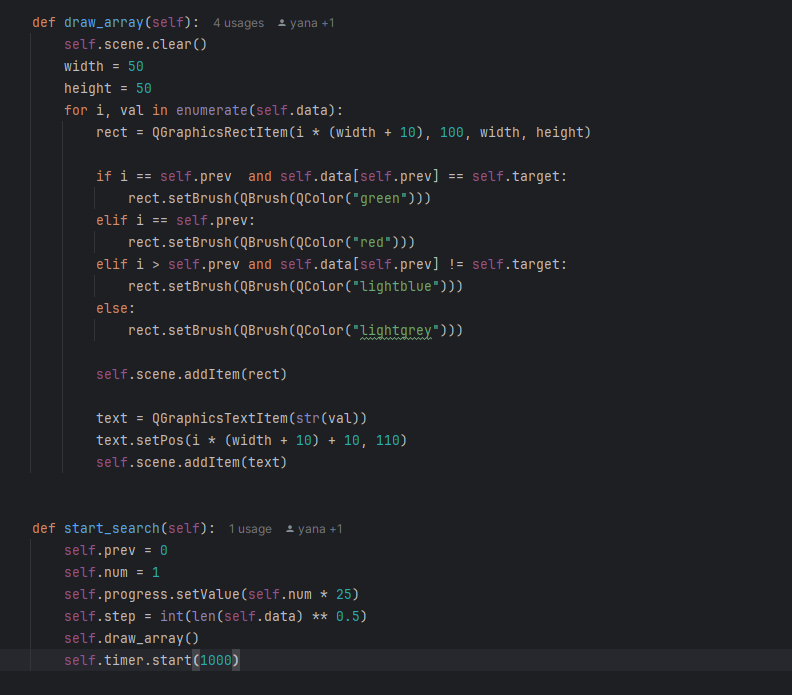 def draw_array(self): 4 usages yana +1
    self.scene.clear()
    width = 50
    height = 50
    for i, val in enumerate(self.data):
        rect = QGraphicsRectItem(i * (width + 10), 100, width, height)
        if i == self.prev  and self.data[self.prev] == self.target:
            rect.setBrush(QBrush(QColor("green")))
        elif i == self.prev:
            rect.setBrush(QBrush(QColor("red")))
        elif i > self.prev and self.data[self.prev] != self.target:
            rect.setBrush(QBrush(QColor("lightblue")))
        else:
            rect.setBrush(QBrush(QColor("lightgrey")))
        self.scene.addItem(rect)
        text = QGraphicsTextItem(str(val))
        text.setPos(i * (width + 10) + 10, 110)
        self.scene.addItem(text)
def start_search(self): 1 usage yana +1
    self.prev = 0
    self.num = 1
    self.progress.setValue(self.num * 25)
    self.step = int(len(self.data) ** 0.5)
    self.draw_array()
    self.timer.start(1000)